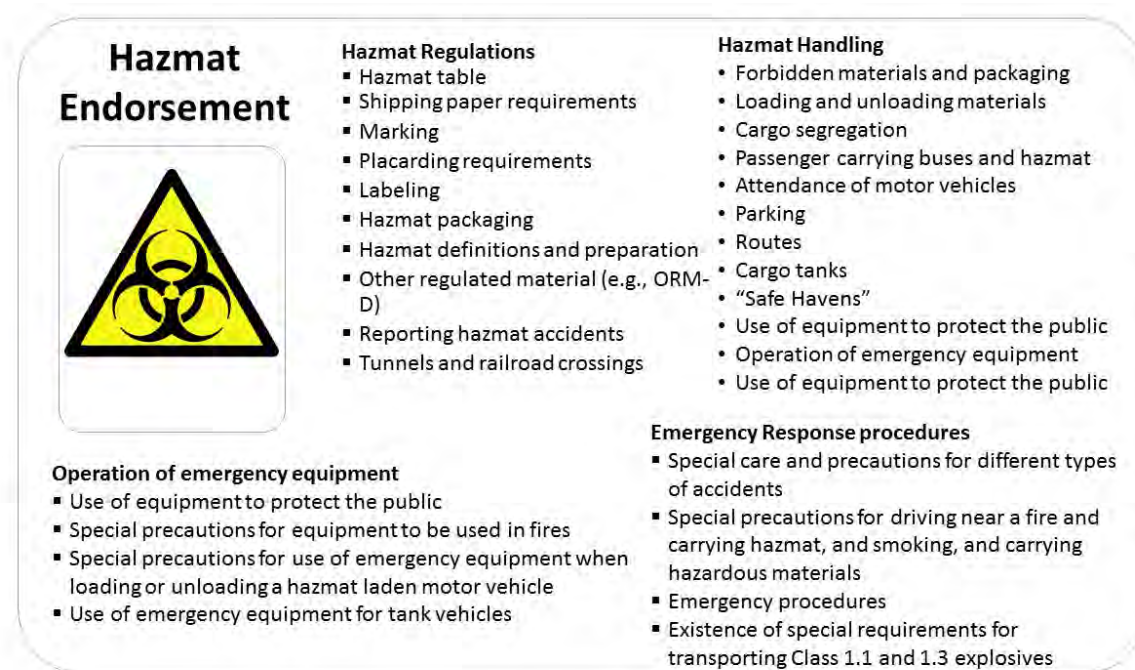 Hazmat
Endorsement
Hazmat Regulations
▪ Hazmat table
▪ Shipping paper requirements
▪ Marking
▪ Placarding requirements
▪ Labeling
▪ Hazmat packaging
▪ Hazmat definitions and preparation
▪ Other regulated material (e.g., ORM-
D)
▪ Reporting hazmat accidents
▪ Tunnels and railroad crossings
Hazmat Handling
• Forbidden materials and packaging
• Loading and unloading materials
• Cargo segregation
• Passenger carrying buses and hazmat
• Attendance of motor vehicles
• Parking
• Routes
• Cargo tanks
• “Safe Havens”
• Use of equipment to protect the public
• Operation of emergency equipment
• Use of equipment to protect the public
Operation of emergency equipment
▪ Use of equipment to protect the public
▪ Special precautions for equipment to be used in fires
▪ Special precautions for use of emergency equipment when
loading or unloading a hazmat laden motor vehicle
▪ Use of emergency equipment for tank vehicles
Emergency Response procedures
▪ Special care and precautions for different types
of accidents
▪ Special precautions for driving near a fire and
carrying hazmat, and smoking, and carrying
hazardous materials
▪ Emergency procedures
▪ Existence of special requirements for
transporting Class 1.1 and 1.3 explosives